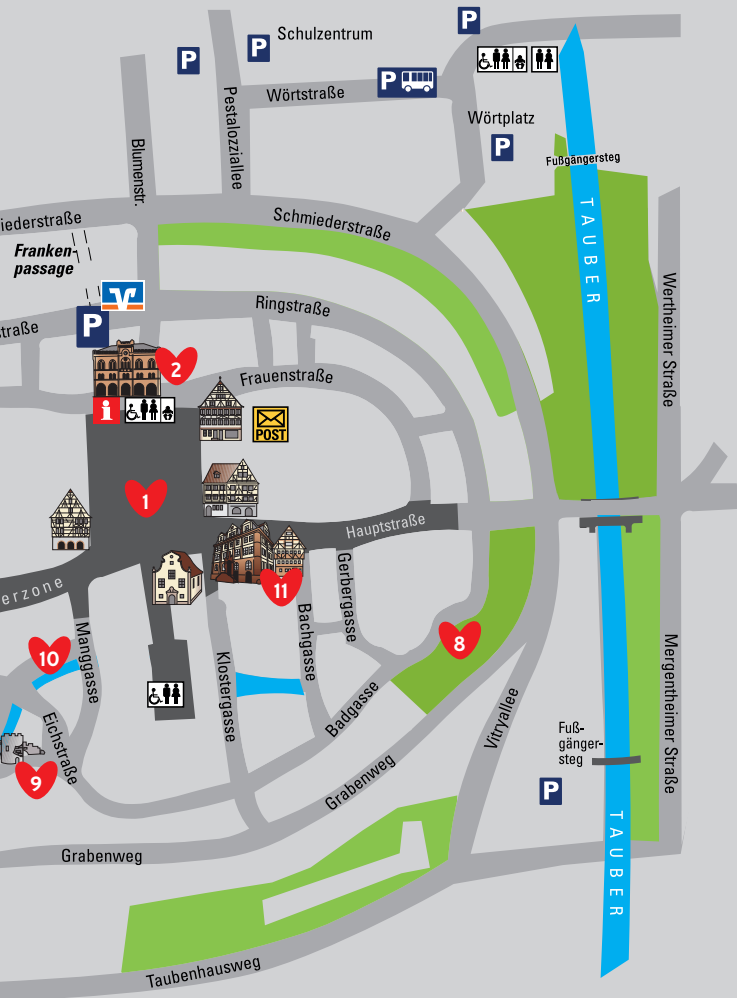 P
P
Schulzentrum
P
P
Wörtstraße
Pestalozziallee
Blumenstr.
Wörtplatz
P
Fußgängersteg
TAUBER
iederstraße
Schmiederstraße
Franken-
passage
Ringstraße
traße
P
2
Frauenstraße
Wertheimer Straße
i
POST
1
Hauptstraße
erzone
11
Gerbergasse
Bachgasse
Klostergasse
Manggasse
10
8
Eichstraße
9
Badgasse
Vitryallee
Mergentheimer Straße
Fuß-
gänger-
steg
P
Grabenweg
Grabenweg
TAUBER
Taubenhausweg